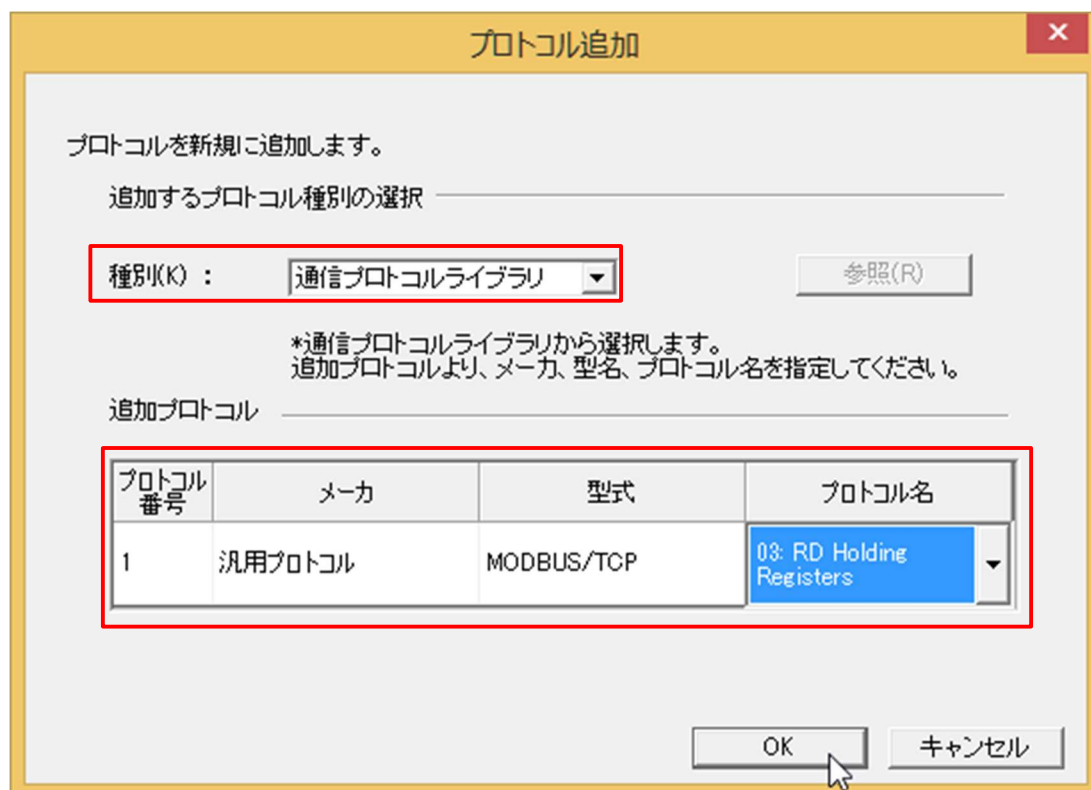 プロトコル追加
×
プロトコルを新規に追加します。
追加するプロトコル種別の選択
種別(K) :
通信プロトコルライブラリ
参照(R)
*通信プロトコルライブラリから選択します。
追加プロトコルより、メーカ、型名、プロトコル名を指定してください。
追加プロトコル
プロトコル
番号
メーカ
型式
プロトコル名
1
汎用プロトコル
MODBUS/TCP
03: RD Holding
Registers
OK
キャンセル